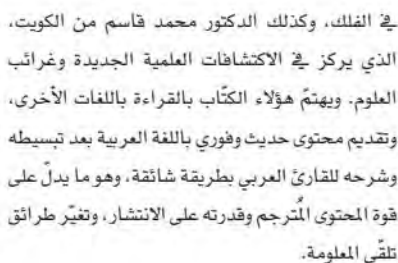 في الفلك، وكذلك الدكتور محمد قاسم من الكويت،
الذي يركز في الاكتشافات العلمية الجديدة وغرائب
العلوم. ويهتمّ هؤلاء الكتّاب بالقراءة باللغات الأخرى،
وتقديم محتوى حديث وفوري باللغة العربية بعد تبسيطه
وشرحه للقارئ العربي بطريقة شائقة، وهو ما يدلّ على
قوة المحتوى المُترجم وقدرته على الانتشار، وتغيّر طرائق
تلقّي المعلومة.